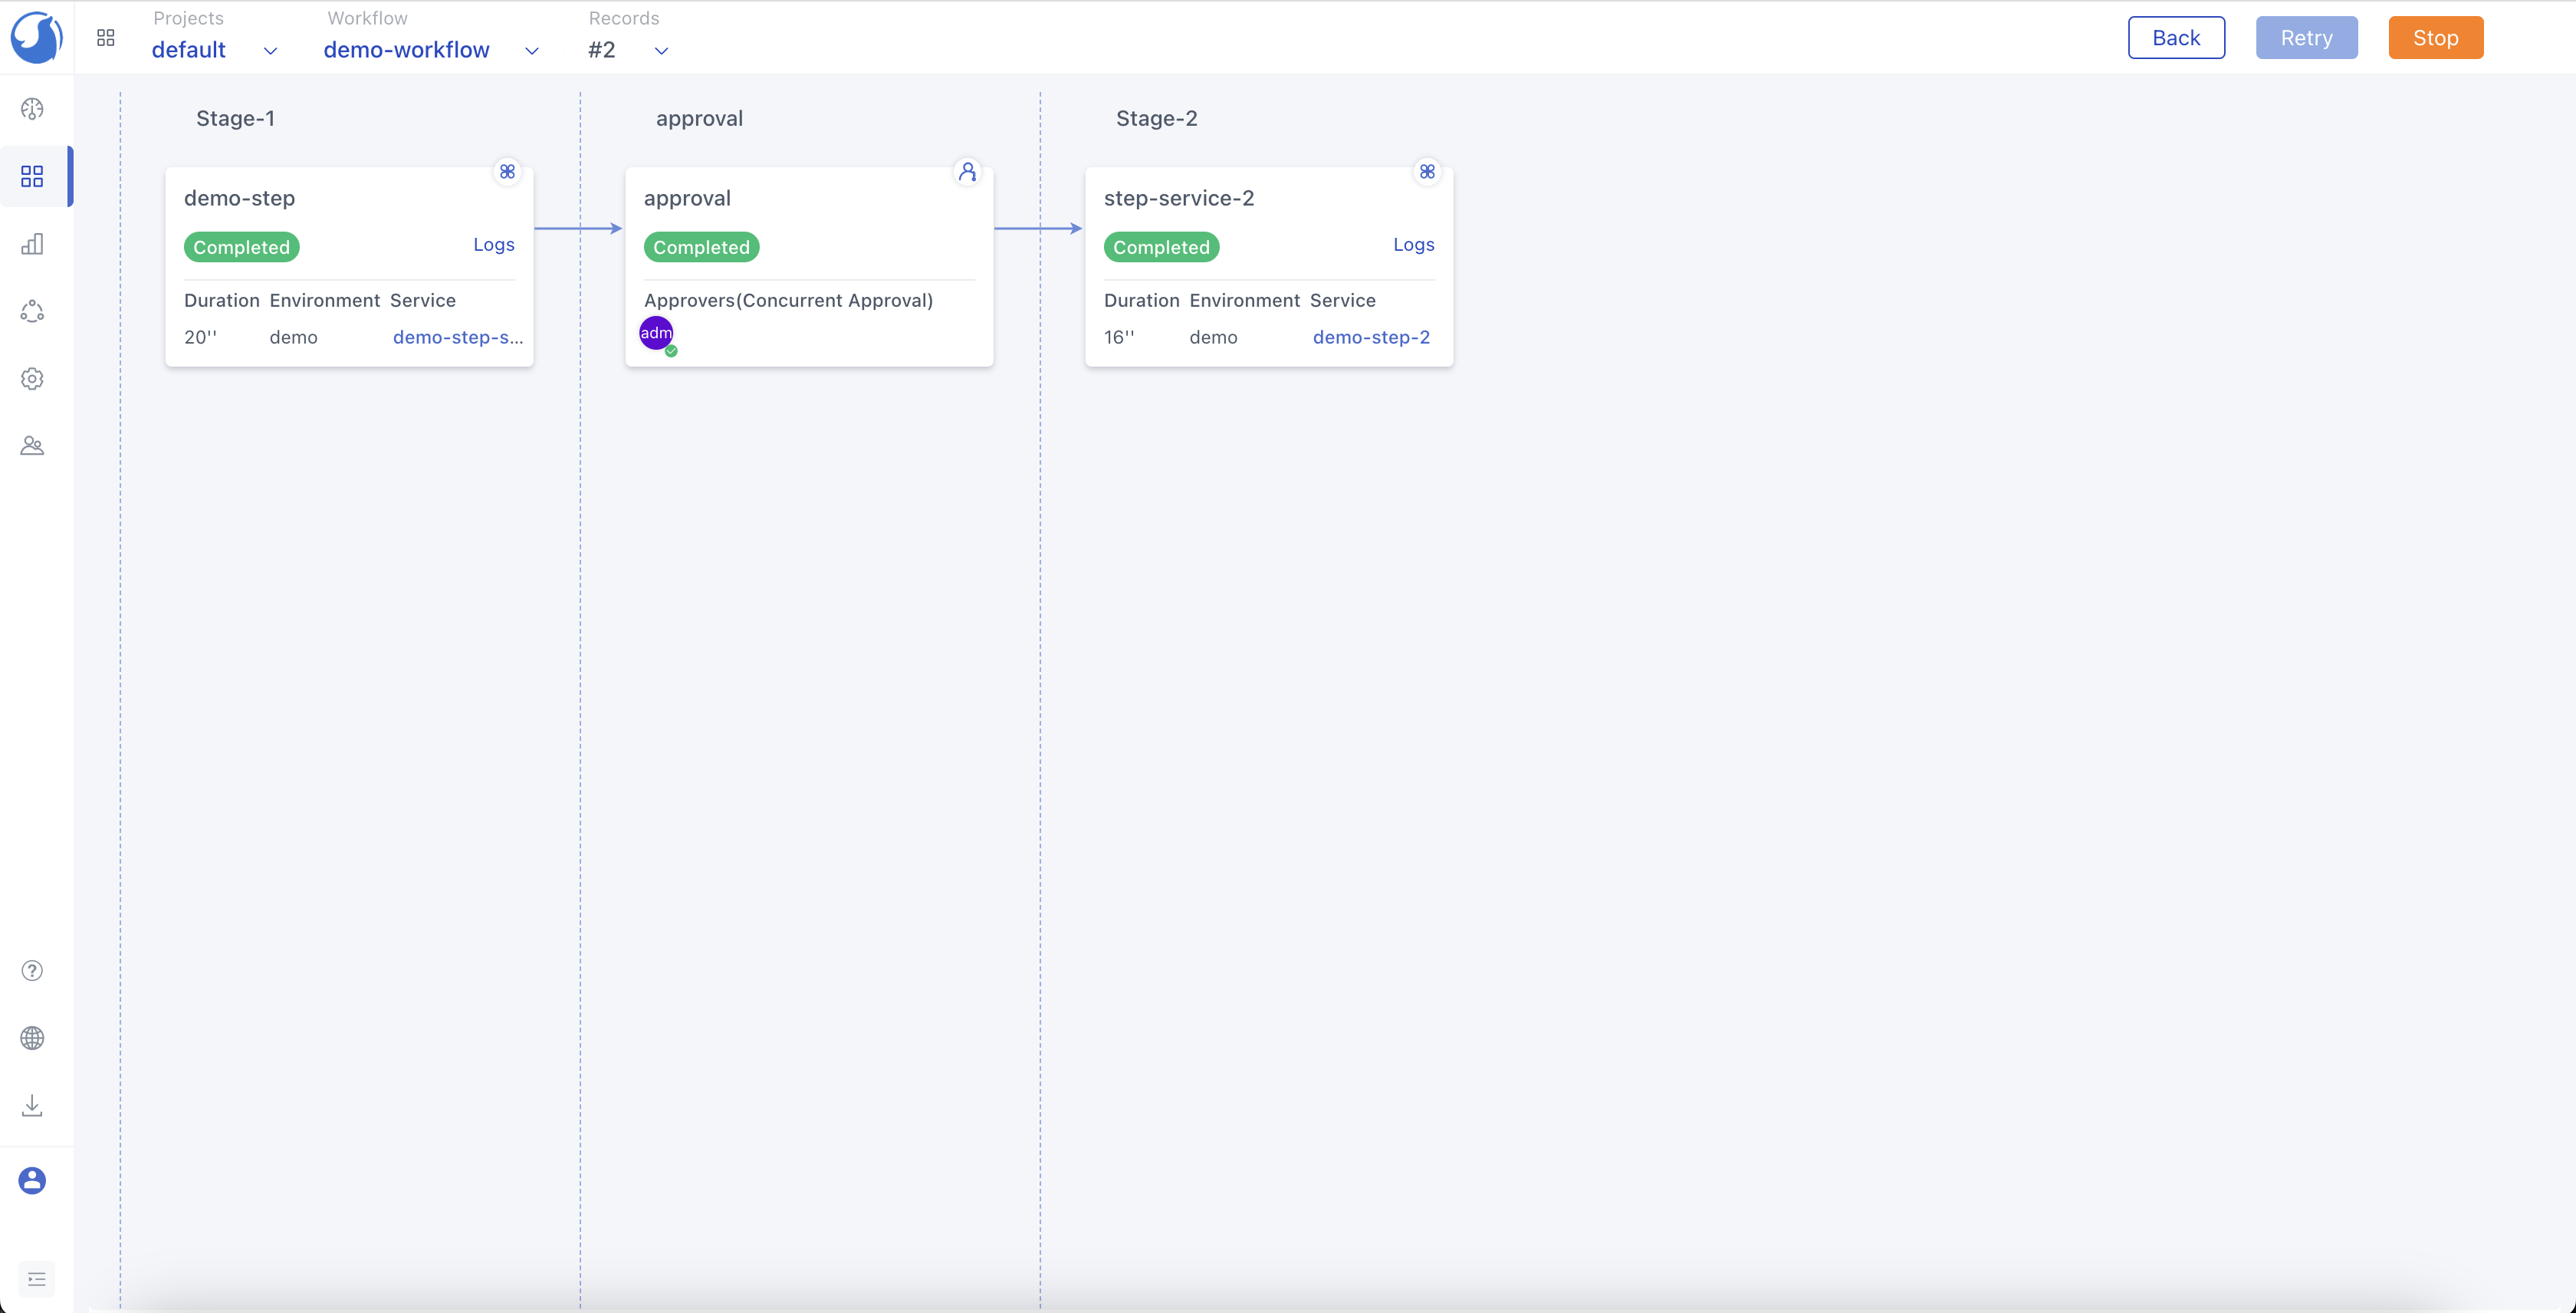 Projects
default
Workflow
demo-workflow
Records
#2
Back
Retry
Stop
Stage-1
demo-step
Completed
Logs
Duration Environment Service
20'' demo demo-step-s...
approval
approval
Completed
Approvers(Concurrent Approval)
adm
Stage-2
step-service-2
Completed
Logs
Duration Environment Service
16'' demo demo-step-2